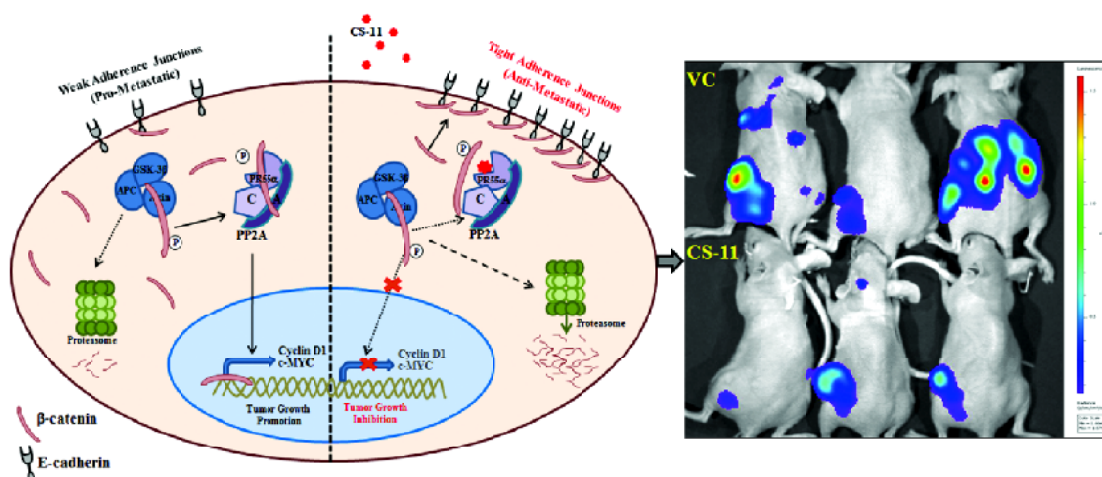 CS-11
Weak Adherence Junctions
(Pro-Metastatic)
Tight Adherence Junctions
(Anti-Metastatic)
GSK-3β
APC
Axin
P
P
PR55α
C
A
PP2A
GSK-3β
APC
Axin
P
P
PR55α
C
A
PP2A
Proteasome
Proteasome
Cyclin D1
c-MYC
Cyclin D1
c-MYC
Tumor Growth
Promotion
Tumor Growth
Inhibition
β-catenin
E-cadherin
VC
CS-11